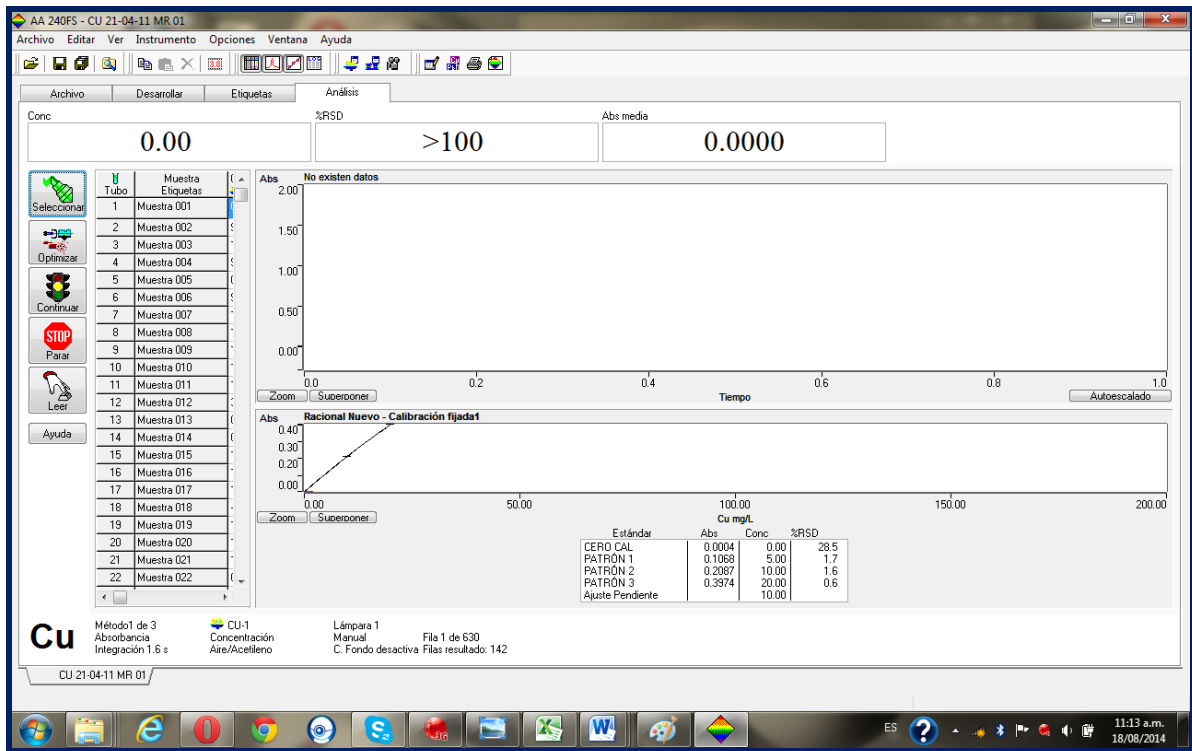 AA 240FS - CU 21-04-11 MR 01
Archivo Editar Ver Instrumento Opciones Ventana Ayuda
Archivo Desarrollar Etiquetas Análisis
Conc %RSD Abs media
0.00 >100 0.0000
Seleccionar
Optimizar
Continuar
STOP
Parar
Leer
Ayuda
Tubo Muestra Etiquetas
1 Muestra 001
2 Muestra 002
3 Muestra 003
4 Muestra 004
5 Muestra 005
6 Muestra 006
7 Muestra 007
8 Muestra 008
9 Muestra 009
10 Muestra 010
11 Muestra 011
12 Muestra 012
13 Muestra 013
14 Muestra 014
15 Muestra 015
16 Muestra 016
17 Muestra 017
18 Muestra 018
19 Muestra 019
20 Muestra 020
21 Muestra 021
22 Muestra 022
Abs No existen datos
2.00
1.50
1.00
0.50
0.00
0.0 0.2 0.4 0.6 0.8 1.0
Zoom Superponer Tiempo Autoescalado
Abs Racional Nuevo - Calibración fijada1
0.40
0.30
0.20
0.00
0.00 50.00 100.00 150.00 200.00
Zoom Superponer Cu mg/L
Estándar Abs Conc %RSD
CERO CAL 0.0004 0.00 28.5
PATRÓN 1 0.1068 5.00 1.7
PATRÓN 2 0.2087 10.00 1.6
PATRÓN 3 0.3974 20.00 0.6
Ajuste Pendiente 10.00
Cu
Método1 de 3 CU-1 Lámpara 1
Absorbancia Concentración Manual Fila 1 de 630
Integración 1.6 s Aire/Acetileno C. Fondo desactiva Filas resultado: 142
CU 21-04-11 MR 01
ES 11:13 a.m.
18/08/2014